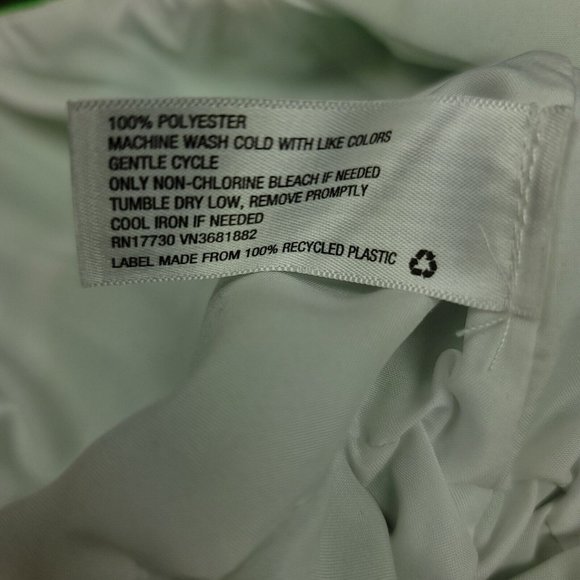 100% POLYESTER
MACHINE WASH COLD WITH LIKE COLORS
GENTLE CYCLE
ONLY NON-CHLORINE BLEACH IF NEEDED
TUMBLE DRY LOW, REMOVE PROMPTLY
COOL IRON IF NEEDED
RN17730 VN3681882
LABEL MADE FROM 100% RECYCLED PLASTIC